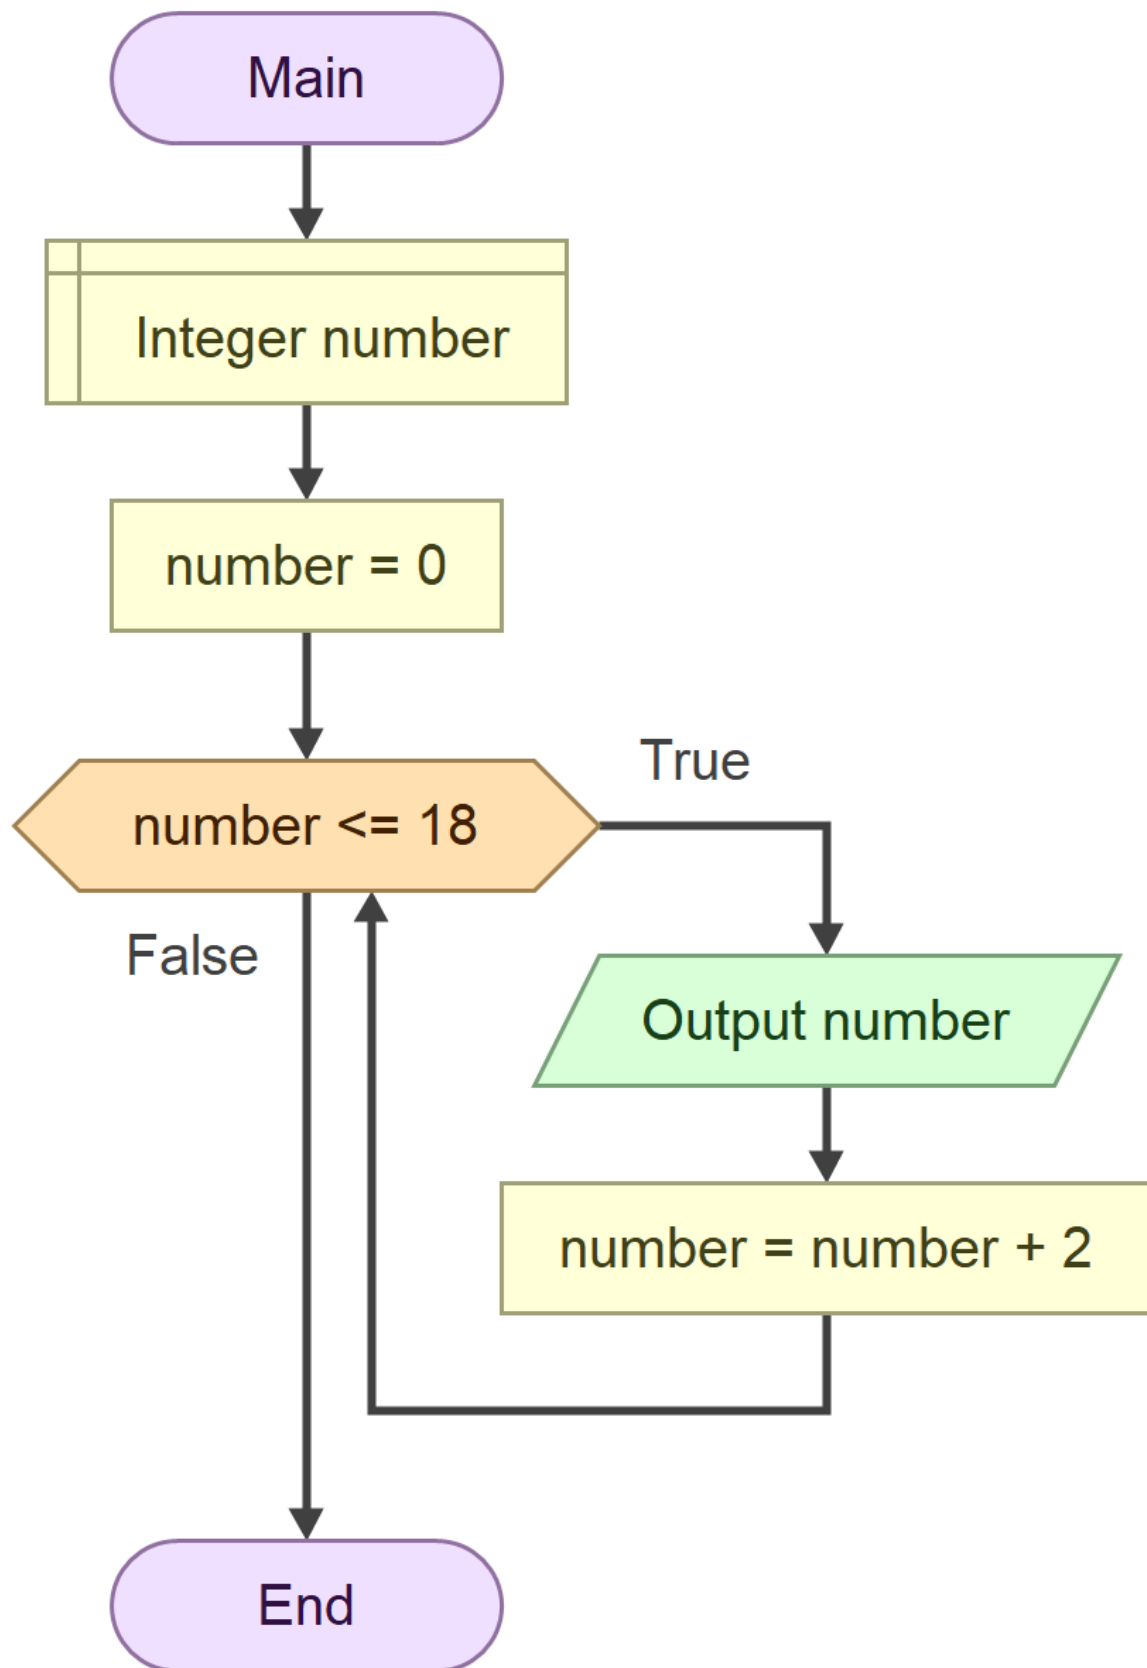 Main
Integer number
number = 0
number <= 18
True
False
Output number
number = number + 2
End